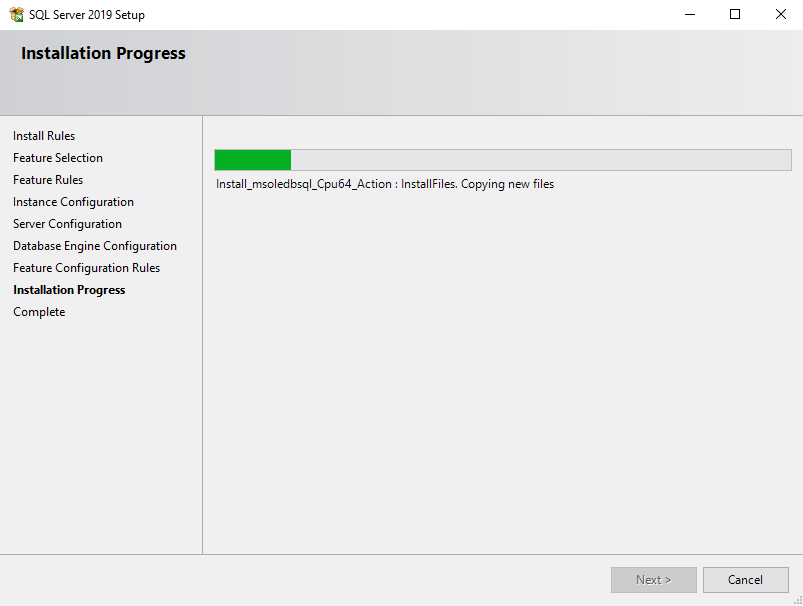 SQL Server 2019 Setup
Installation Progress
Install Rules
Feature Selection
Feature Rules
Instance Configuration
Server Configuration
Database Engine Configuration
Feature Configuration Rules
Installation Progress
Complete
Install_msoledbsql_Cpu64_Action : InstallFiles. Copying new files
Next >
Cancel